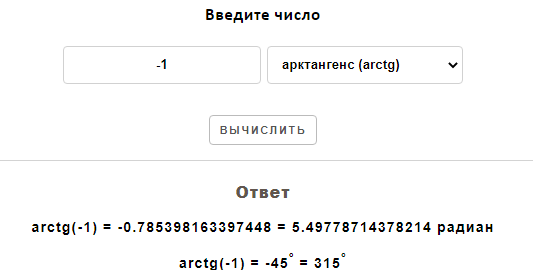 Введите число
-1 арктангенс (arctg)
ВЫЧИСЛИТЬ
Ответ
arctg(-1) = -0.785398163397448 = 5.49778714378214 радиан
arctg(-1) = -45° = 315°